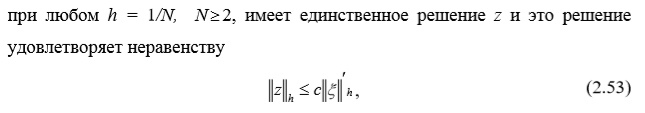 при любом h = 1/N, N≥2, имеет единственное решение z и это решение
удовлетворяет неравенству
‖z‖ₕ ≤ c‖ξ‖′ₕ, (2.53)